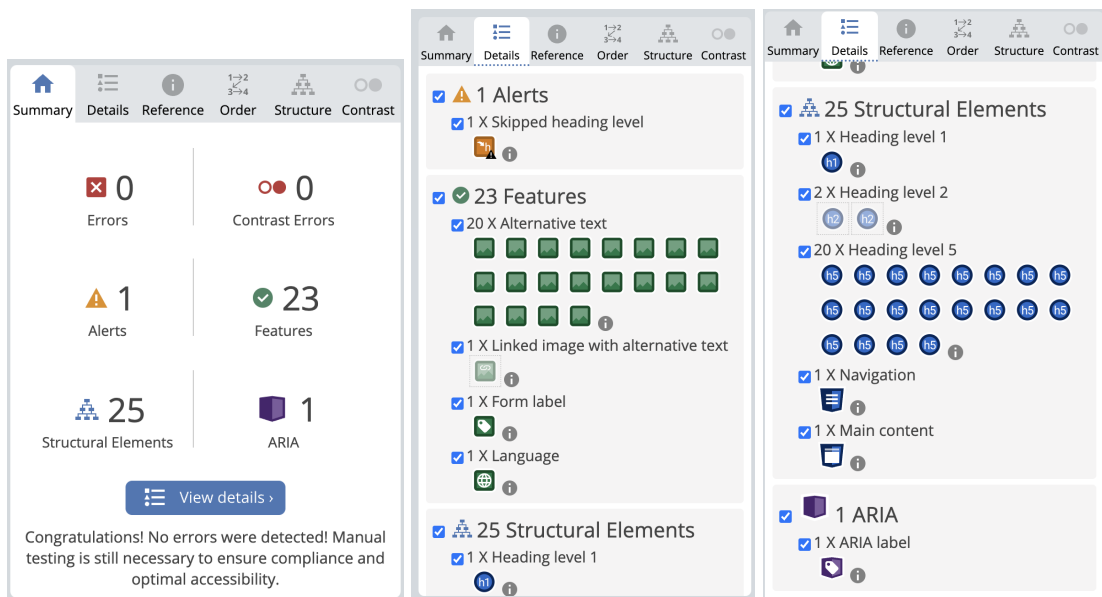 Summary Details Reference Order Structure Contrast
0
Errors
0
Contrast Errors
1
Alerts
23
Features
25
Structural Elements
1
ARIA
View details ›
Congratulations! No errors were detected! Manual
testing is still necessary to ensure compliance and
optimal accessibility.
Summary Details Reference Order Structure Contrast
1 Alerts
1 X Skipped heading level
23 Features
20 X Alternative text
1 X Linked image with alternative text
1 X Form label
1 X Language
25 Structural Elements
1 X Heading level 1
h1
Summary Details Reference Order Structure Contrast
25 Structural Elements
1 X Heading level 1
h1
2 X Heading level 2
h2 h2
20 X Heading level 5
h5 h5 h5 h5 h5 h5 h5 h5
h5 h5 h5 h5 h5 h5 h5 h5
h5 h5 h5 h5
1 X Navigation
1 X Main content
1 ARIA
1 X ARIA label